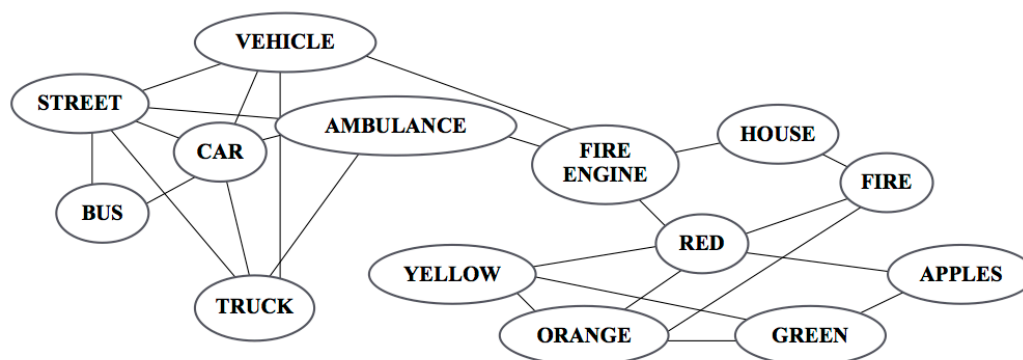 VEHICLE
STREET
AMBULANCE
CAR
HOUSE
FIRE
ENGINE
FIRE
BUS
RED
YELLOW
APPLES
TRUCK
ORANGE
GREEN